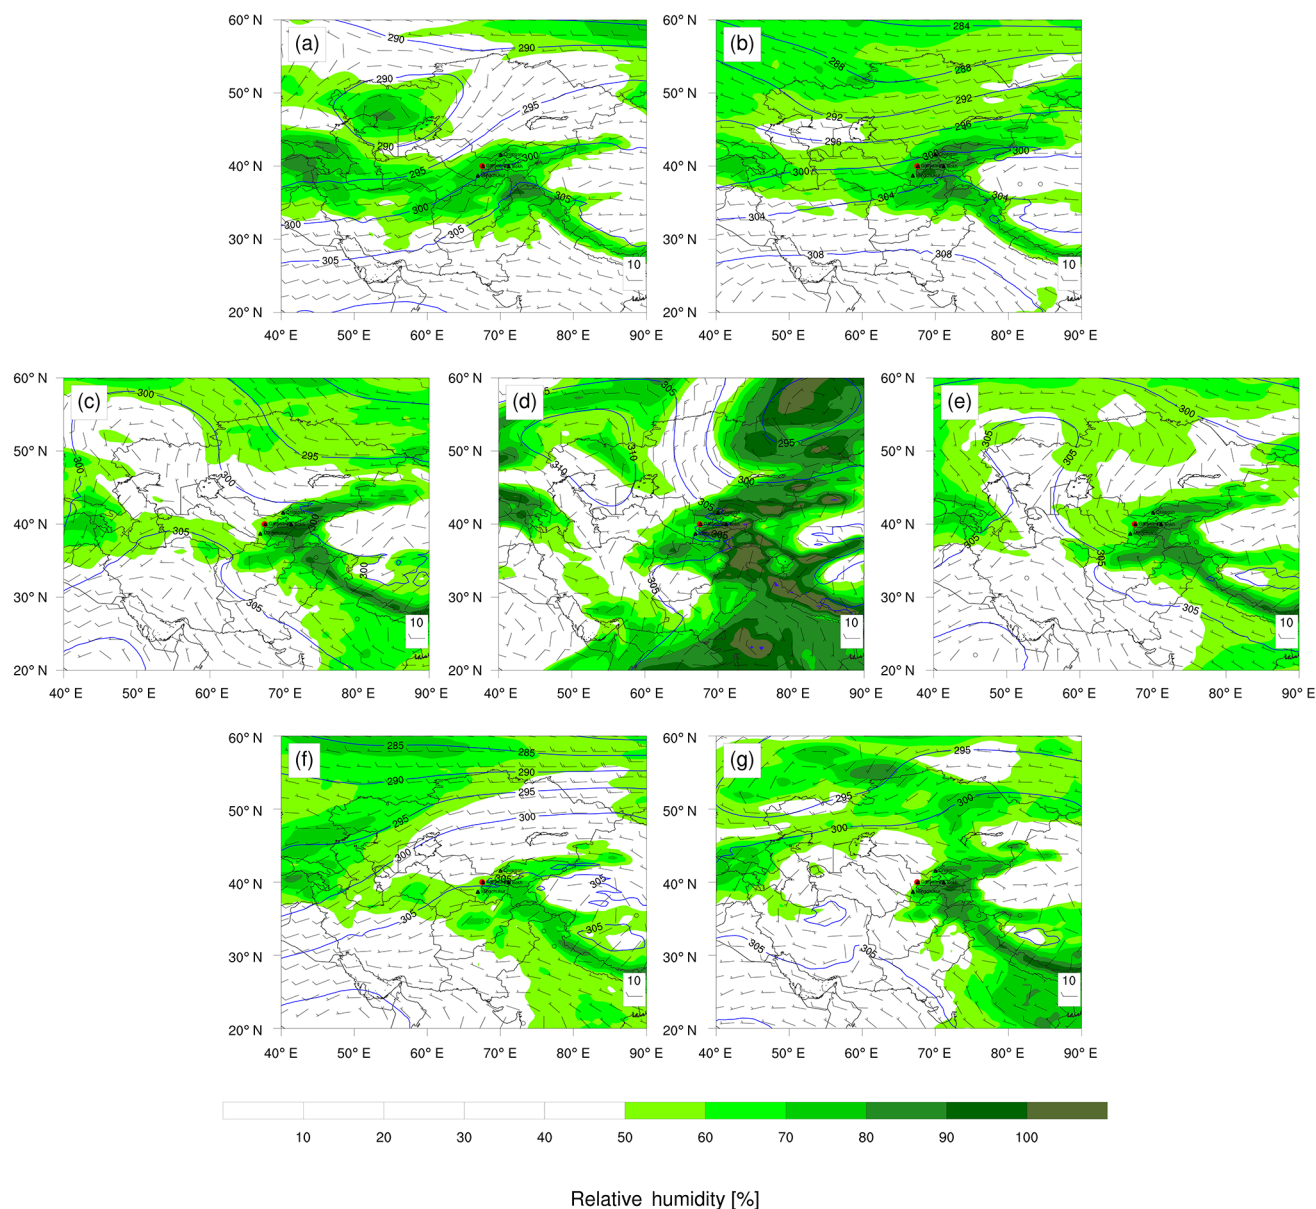 (a) (b)
60° N 60° N
50° N 50° N
40° N 40° N
30° N 30° N
20° N 20° N
290 290 290 295 290 295 300 300 305 300 305 305 10
284 288 288 292 292 296 296 300 300 304 304 304 308 308 10
40° E 50° E 60° E 70° E 80° E 90° E 40° E 50° E 60° E 70° E 80° E 90° E
(c) (d) (e)
60° N 60° N 60° N
50° N 50° N 50° N
40° N 40° N 40° N
30° N 30° N 30° N
20° N 20° N 20° N
300 300 295 300 305 300 305 10
305 310 310 295 300 305 305 305 10
300 305 305 305 305 305 10
40° E 50° E 60° E 70° E 80° E 90° E 40° E 50° E 60° E 70° E 80° E 90° E 40° E 50° E 60° E 70° E 80° E 90° E
(f) (g)
60° N 60° N
50° N 50° N
40° N 40° N
30° N 30° N
20° N 20° N
285 285 290 290 295 295 300 300 305 305 305 305 10
295 295 300 300 305 305 10
40° E 50° E 60° E 70° E 80° E 90° E 40° E 50° E 60° E 70° E 80° E 90° E
10 20 30 40 50 60 70 80 90 100
Relative humidity [%]